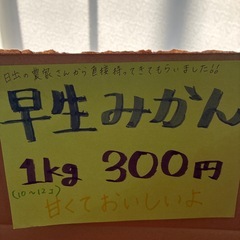 日出の農家さんから直接持ってきてもらいました!!
早生みかん
1kg 300円
(10〜12コ)
甘くておいしいよ